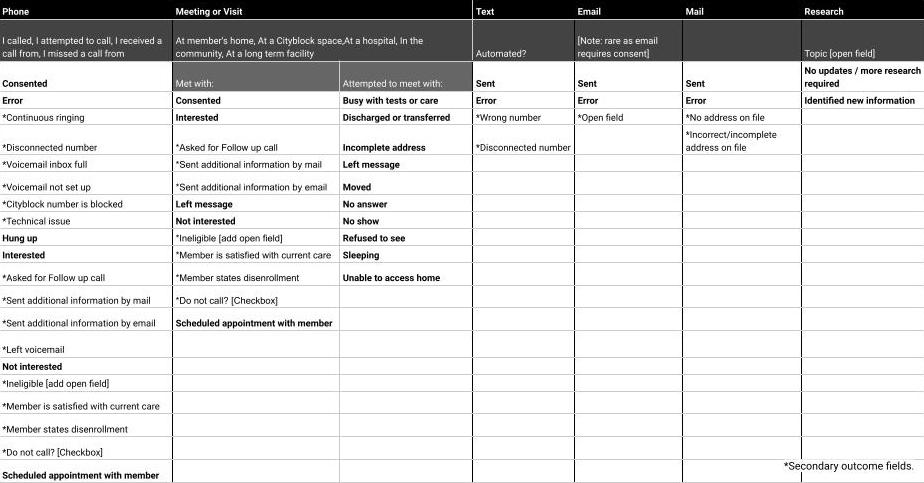 Phone Meeting or Visit Text Email Mail Research
I called, I attempted to call, I received a
call from, I missed a call from
At member's home, At a Cityblock space,At a hospital, In the
community, At a long term facility
Automated?
[Note: rare as email
requires consent]
Topic [open field]
Consented Met with: Attempted to meet with: Sent Sent Sent
No updates / more research
required
Error Consented Busy with tests or care Error Error Error Identified new information
*Continuous ringing Interested Discharged or transferred *Wrong number *Open field *No address on file
*Disconnected number *Asked for Follow up call Incomplete address *Disconnected number
*Incorrect/incomplete
address on file
*Voicemail inbox full *Sent additional information by mail Left message
*Voicemail not set up *Sent additional information by email Moved
*Cityblock number is blocked Left message No answer
*Technical issue Not interested No show
Hung up *Ineligible [add open field] Refused to see
Interested *Member is satisfied with current care Sleeping
*Asked for Follow up call *Member states disenrollment Unable to access home
*Sent additional information by mail *Do not call? [Checkbox]
*Sent additional information by email Scheduled appointment with member
*Left voicemail
Not interested
*Ineligible [add open field]
*Member is satisfied with current care
*Member states disenrollment
*Do not call? [Checkbox]
Scheduled appointment with member
*Secondary outcome fields.